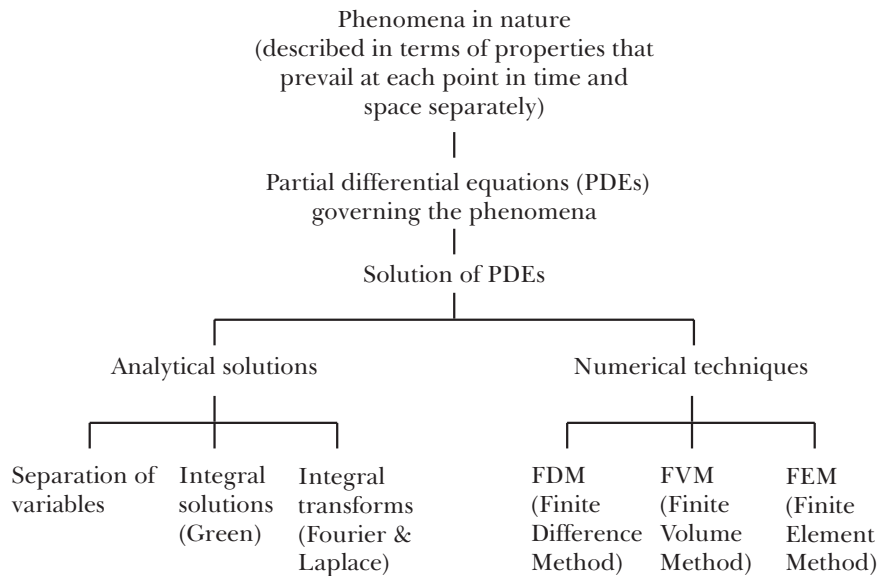 Phenomena in nature
(described in terms of properties that
prevail at each point in time and
space separately)
Partial differential equations (PDEs)
governing the phenomena
Solution of PDEs
Analytical solutions
Numerical techniques
Separation of
variables
Integral
solutions
(Green)
Integral
transforms
(Fourier &
Laplace)
FDM
(Finite
Difference
Method)
FVM
(Finite
Volume
Method)
FEM
(Finite
Element
Method)